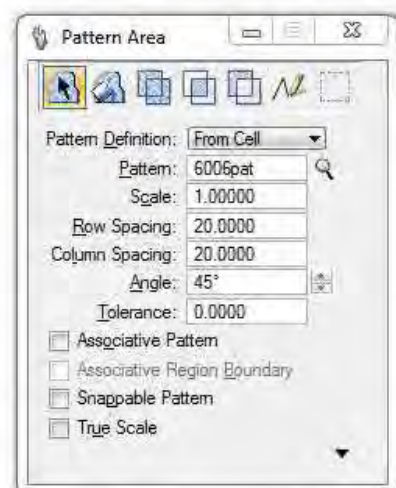 Pattern Area
Pattern Definition: From Cell
Pattern: 6006pat
Scale: 1.00000
Row Spacing: 20.0000
Column Spacing: 20.0000
Angle: 45°
Tolerance: 0.0000
Associative Pattern
Associative Region Boundary
Snappable Pattern
True Scale